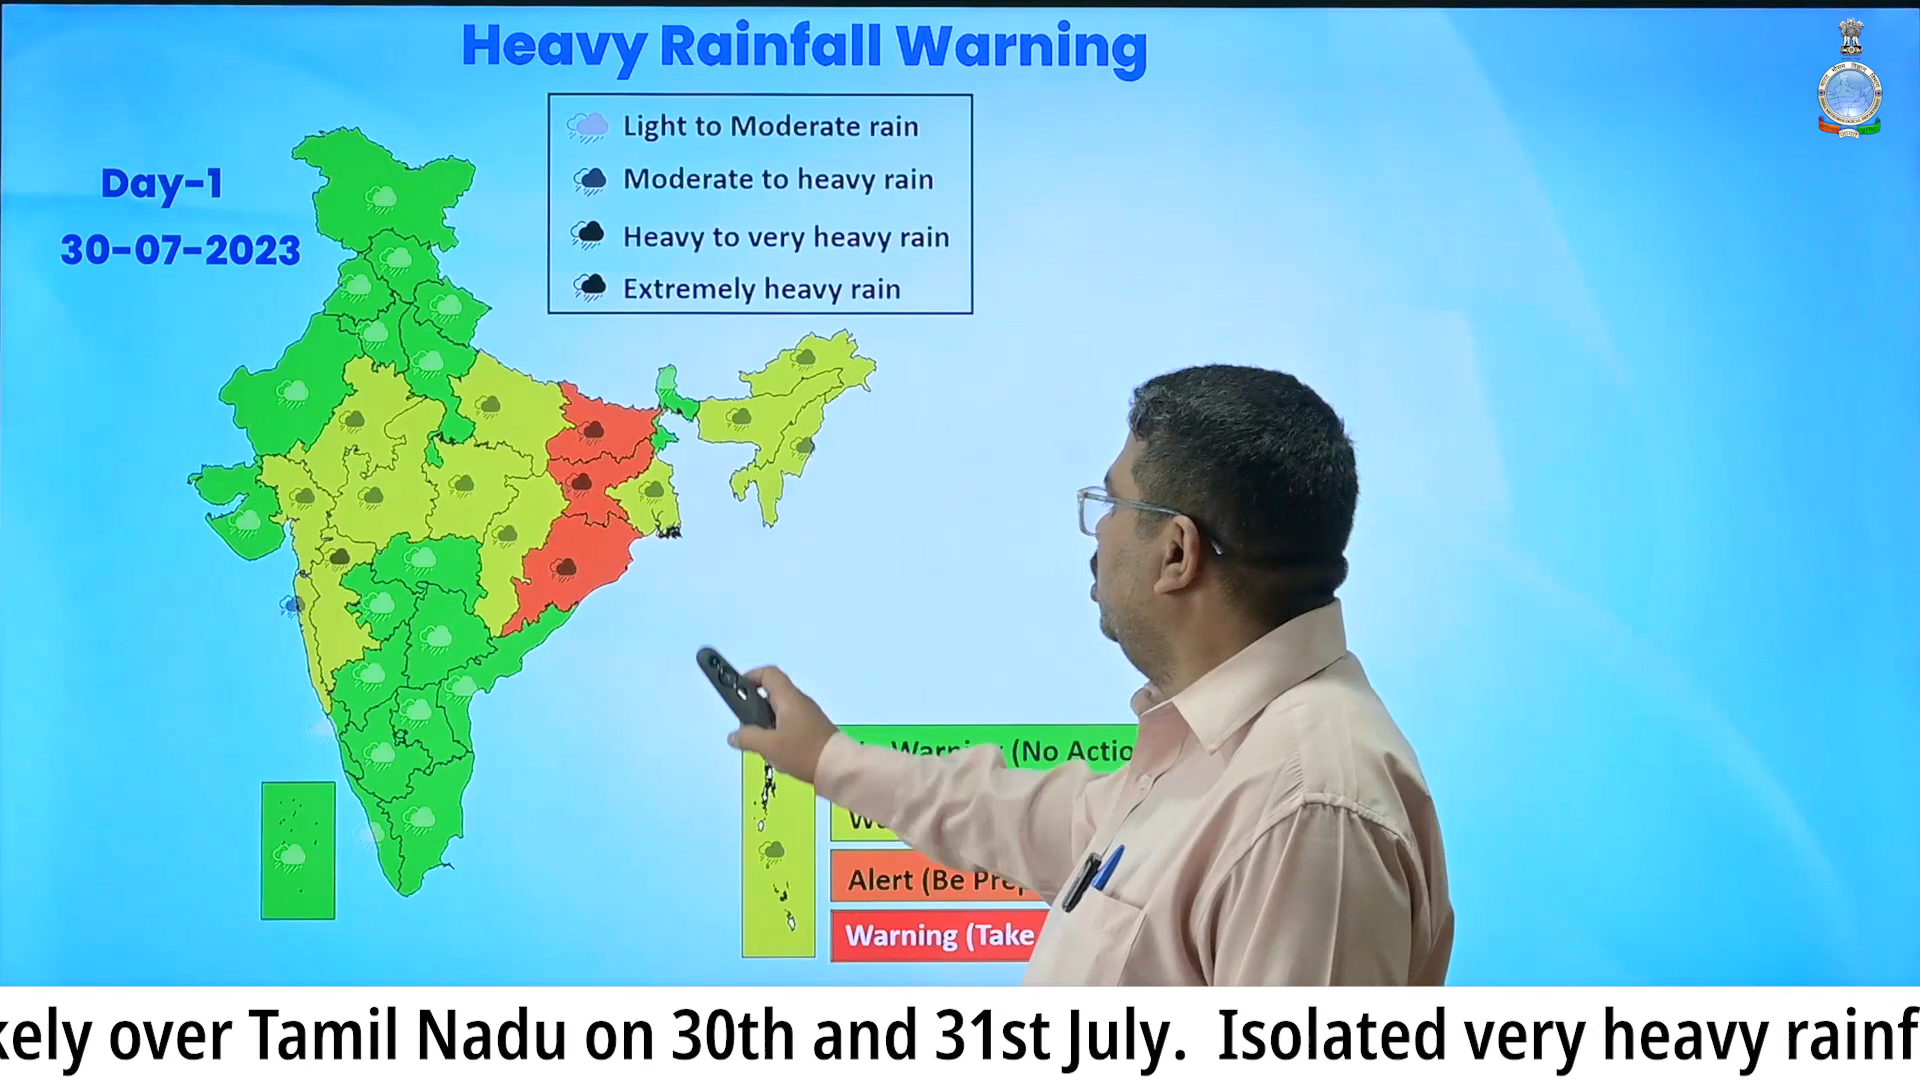 Heavy Rainfall Warning
Day-1
30-07-2023
Light to Moderate rain
Moderate to heavy rain
Heavy to very heavy rain
Extremely heavy rain
Warning (No Actio
Alert (Be Prep
Warning (Take
kely over Tamil Nadu on 30th and 31st July. Isolated very heavy rainf